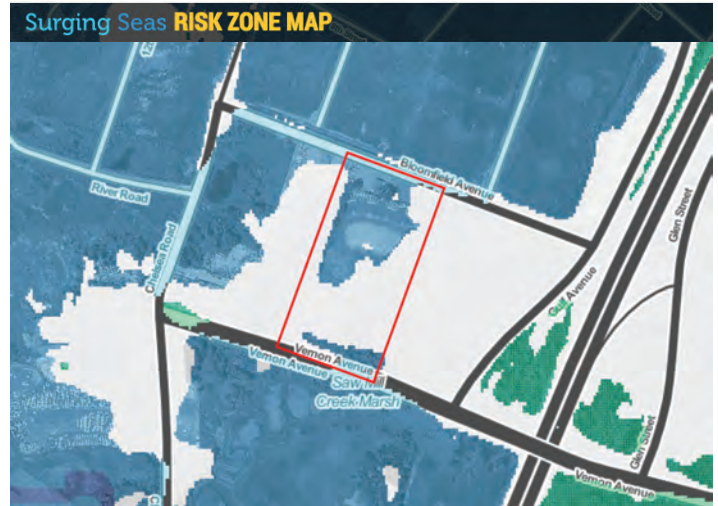 Surging Seas RISK ZONE MAP
Bloomfield Avenue
River Road
Chelsea Road
Glen Street
Gulf Avenue
Vernon Avenue
Vernon Avenue
Saw Mill
Creek Marsh
Glen Street
Vernon Avenue